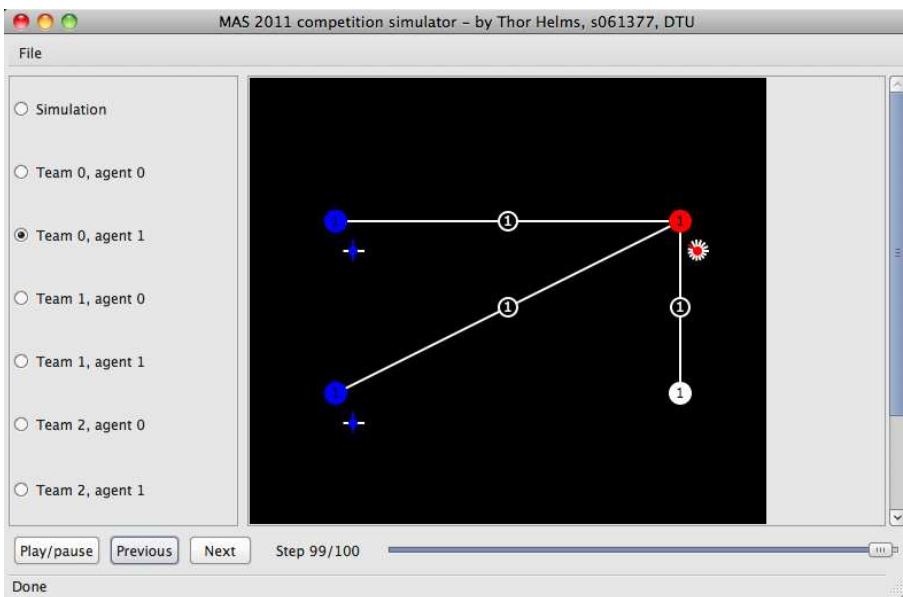 MAS 2011 competition simulator – by Thor Helms, s061377, DTU
File
Simulation
Team 0, agent 0
Team 0, agent 1
Team 1, agent 0
Team 1, agent 1
Team 2, agent 0
Team 2, agent 1
1 1 1
1 1
1 1
Play/pause Previous Next Step 99/100
Done